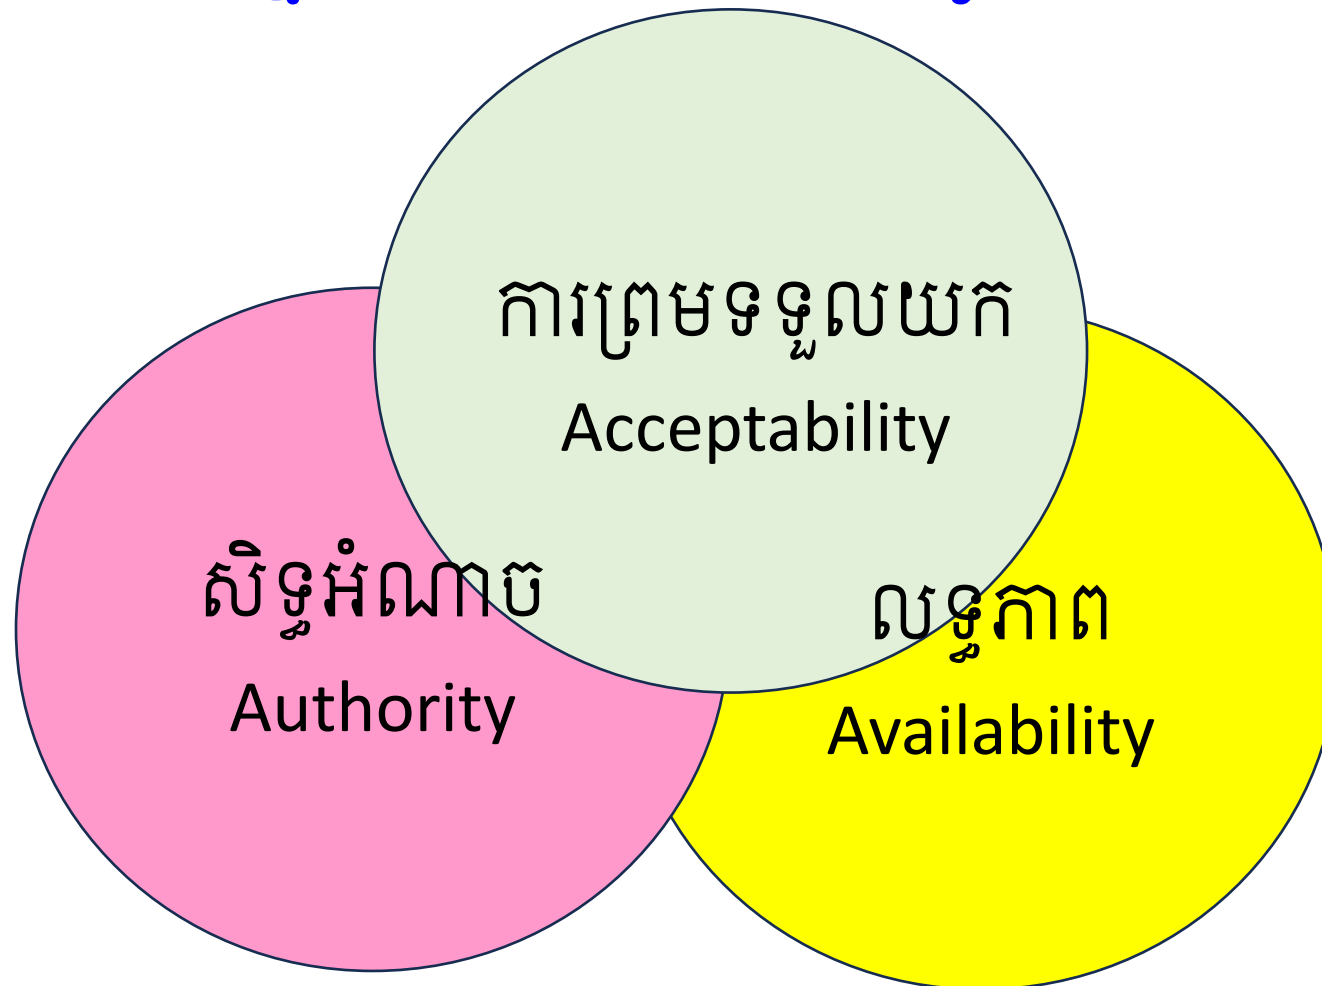 ការព្រមទទួលយក
Acceptability
សិទ្ធអំណាច
Authority
លទ្ធភាព
Availability